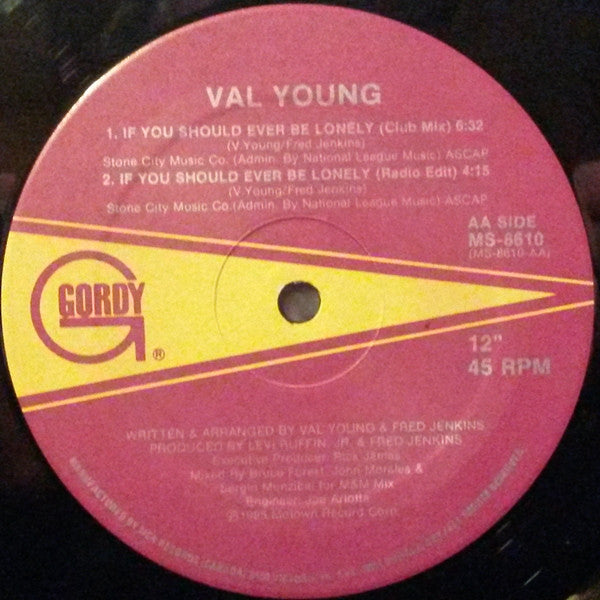 VAL YOUNG
1. IF YOU SHOULD EVER BE LONELY (Club Mix) 6:32
(V.Young/Fred Jenkins)
Stone City Music Co. (Admin. By National League Music) ASCAP
2. IF YOU SHOULD EVER BE LONELY (Radio Edit) 4:15
(V.Young/Fred Jenkins)
Stone City Music Co. (Admin. By National League Music) ASCAP
AA SIDE
MS-8610
(MS-8610-AA)
GORDY
®
12"
45 RPM
WRITTEN & ARRANGED BY VAL YOUNG & FRED JENKINS
PRODUCED BY LEVI RUFFIN, JR. & FRED JENKINS
Executive Producer: Rick James
Mixed By Bruce Forest, John Morales &
Sergio Munzibai for M&M Mix
Engineer: Joe
℗1985 Motown Record Corp.